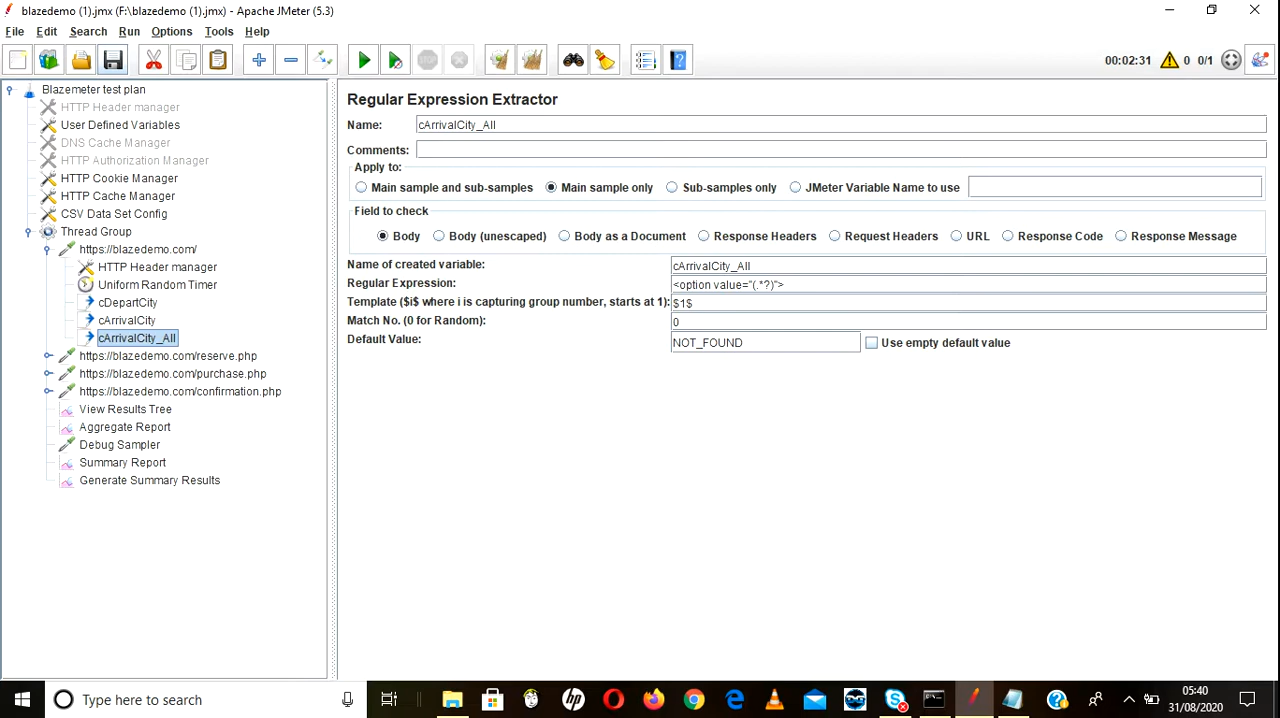 blazedemo (1).jmx (F:\blazedemo (1).jmx) - Apache JMeter (5.3)
File Edit Search Run Options Tools Help
00:02:31 0 0/1
Blazemeter test plan
HTTP Header manager
User Defined Variables
DNS Cache Manager
HTTP Authorization Manager
HTTP Cookie Manager
HTTP Cache Manager
CSV Data Set Config
Thread Group
https://blazedemo.com/
HTTP Header manager
Uniform Random Timer
cDepartCity
cArrivalCity
cArrivalCity_All
https://blazedemo.com/reserve.php
https://blazedemo.com/purchase.php
https://blazedemo.com/confirmation.php
View Results Tree
Aggregate Report
Debug Sampler
Summary Report
Generate Summary Results
Regular Expression Extractor
Name: cArrivalCity_All
Comments:
Apply to:
Main sample and sub-samples Main sample only Sub-samples only JMeter Variable Name to use
Field to check
Body Body (unescaped) Body as a Document Response Headers Request Headers URL Response Code Response Message
Name of created variable: cArrivalCity_All
Regular Expression: <option value="(.*?)">
Template ($i$ where i is capturing group number, starts at 1): $1$
Match No. (0 for Random): 0
Default Value: NOT_FOUND Use empty default value
Type here to search
05:40
31/08/2020